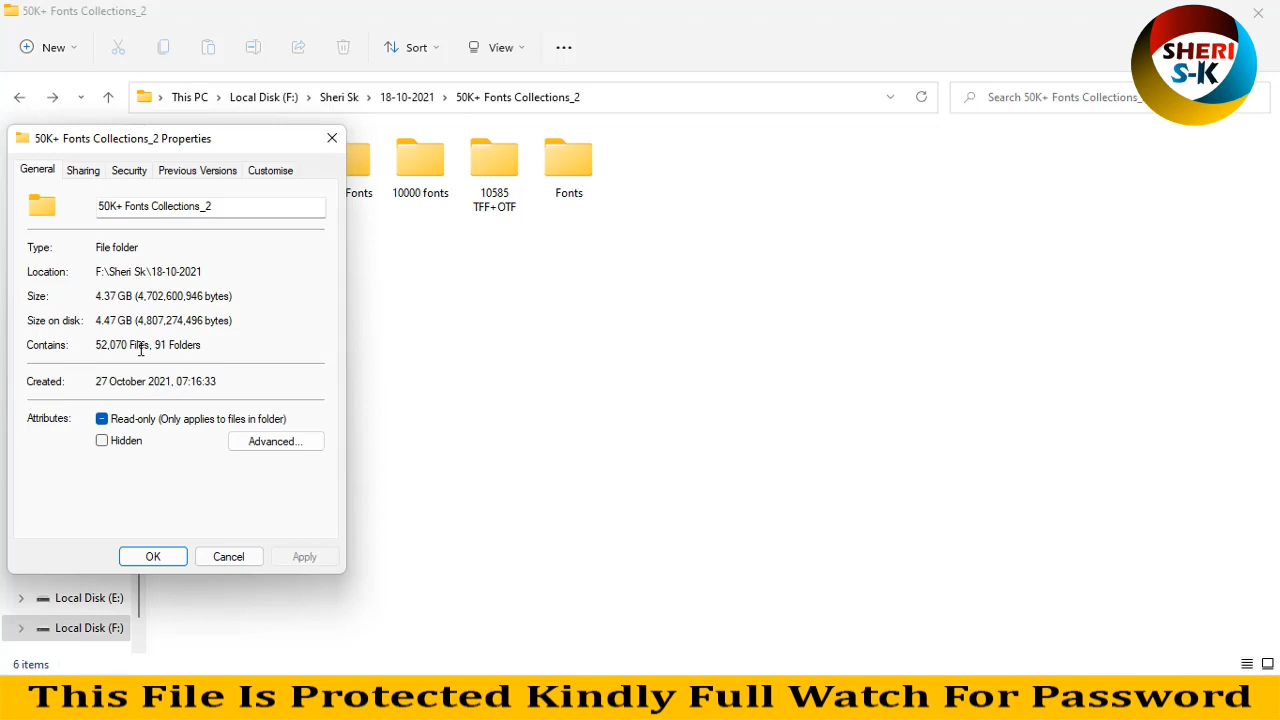 50K+ Fonts Collections_2
New
Sort
View
SHERI
S-K
This PC > Local Disk (F:) > Sheri Sk > 18-10-2021 > 50K+ Fonts Collections_2
Search 50K+ Fonts Collections_
50K+ Fonts Collections_2 Properties
General Sharing Security Previous Versions Customise
50K+ Fonts Collections_2
Type: File folder
Location: F:\Sheri Sk\18-10-2021
Size: 4.37 GB (4,702,600,946 bytes)
Size on disk: 4.47 GB (4,807,274,496 bytes)
Contains: 52,070 Files, 91 Folders
Created: 27 October 2021, 07:16:33
Attributes: Read-only (Only applies to files in folder)
Hidden
Advanced...
OK Cancel Apply
Fonts
10000 fonts
10585
TFF+OTF
Fonts
Local Disk (E:)
Local Disk (F:)
6 items
This File Is Protected Kindly Full Watch For Password